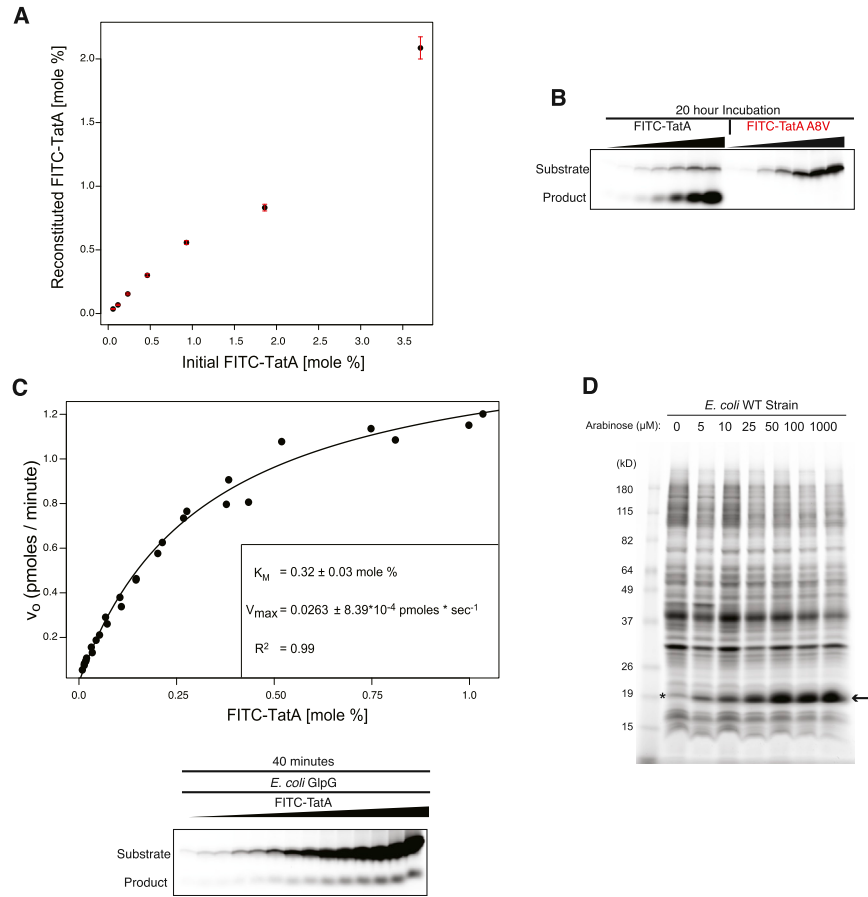 A
Reconstituted FITC-TatA [mole %]
2.0
1.5
1.0
0.5
0.0
0.0 0.5 1.0 1.5 2.0 2.5 3.0 3.5
Initial FITC-TatA [mole %]
B
20 hour Incubation
FITC-TatA FITC-TatA A8V
Substrate
Product
C
v₀ (pmoles / minute)
1.2
1.0
0.8
0.6
0.4
0.2
K_M = 0.32 ± 0.03 mole %
Vmax = 0.0263 ± 8.39*10⁻⁴ pmoles * sec⁻¹
R² = 0.99
0.0 0.25 0.50 0.75 1.0
FITC-TatA [mole %]
40 minutes
E. coli GlpG
FITC-TatA
Substrate
Product
D
E. coli WT Strain
Arabinose (µM): 0 5 10 25 50 100 1000
(kD)
180
115
82
64
49
37
26
19 *
15